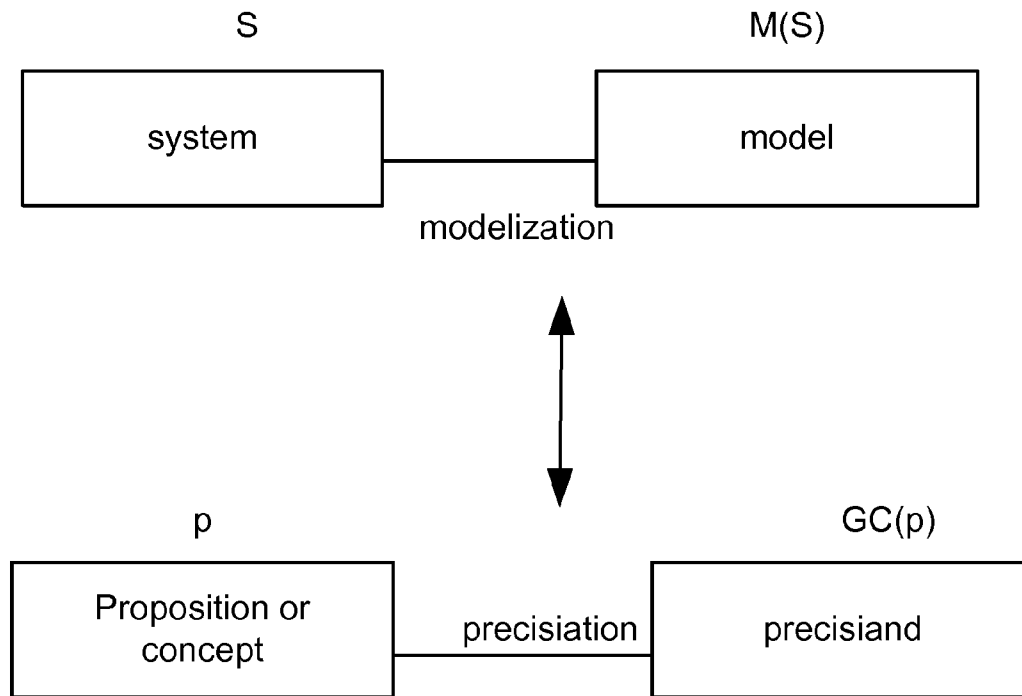 S
M(S)
system
model
modelization
p
GC(p)
Proposition or
concept
precisiation
precisiand